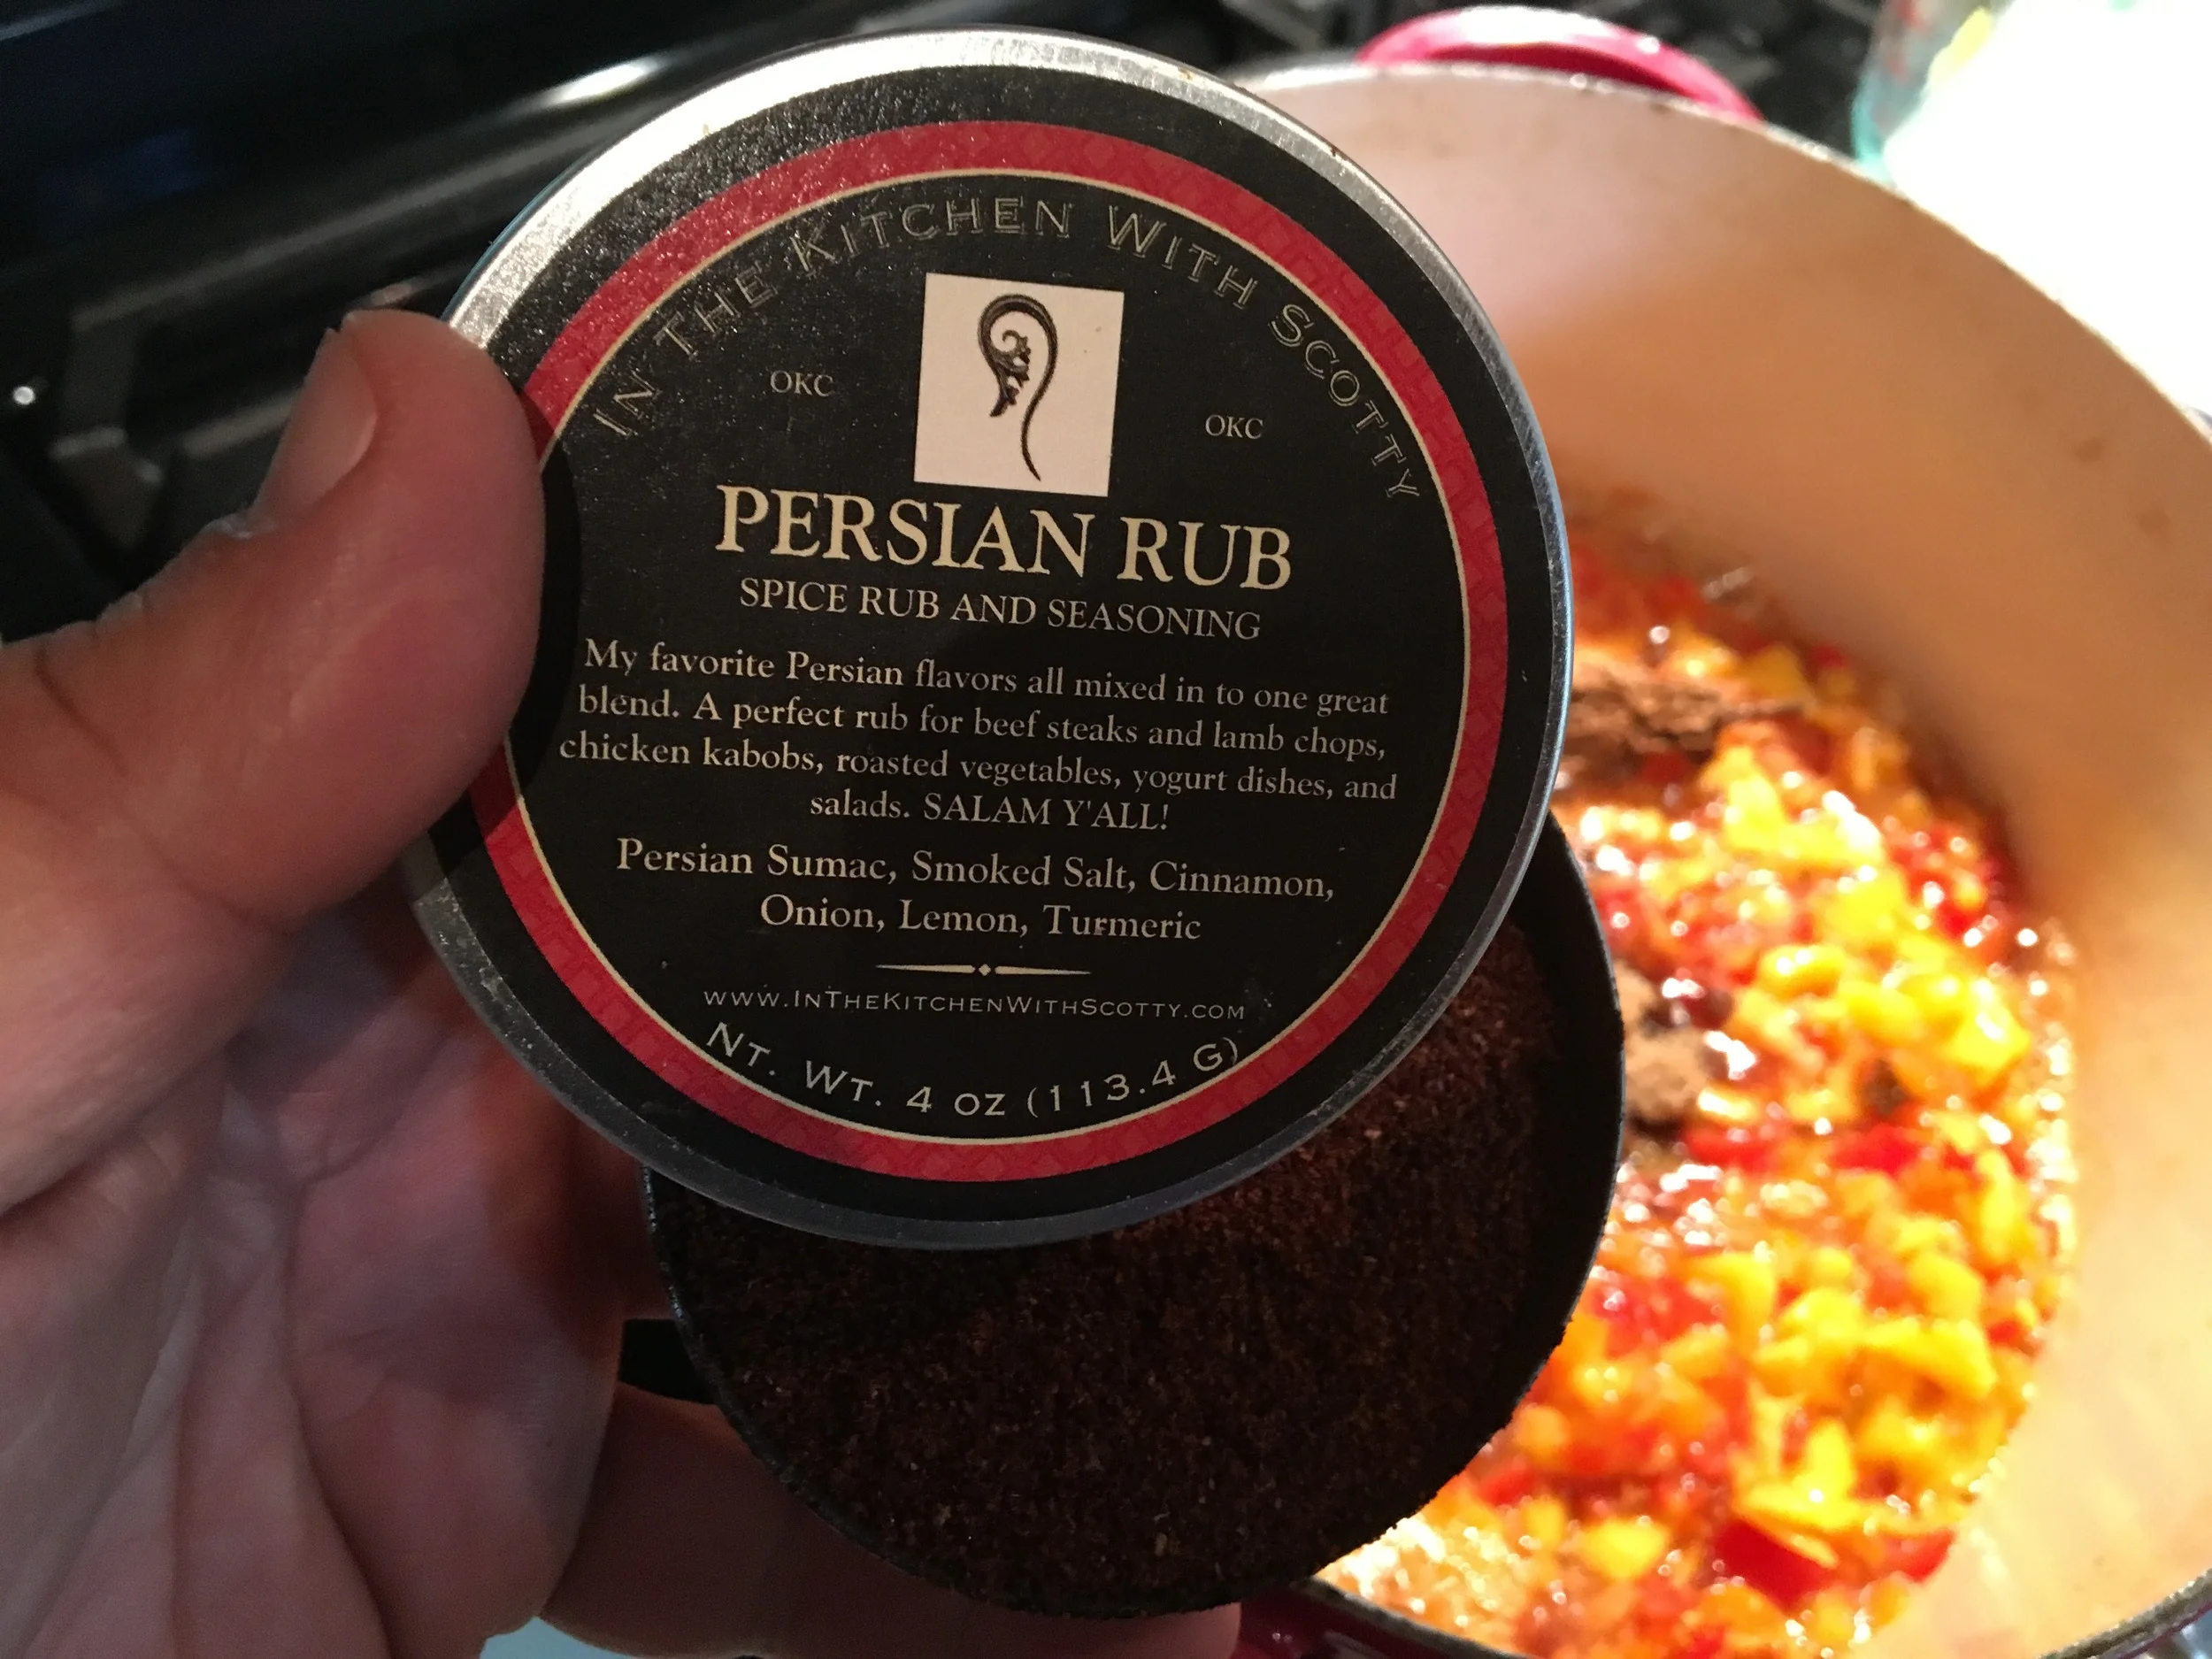 In The Kitchen With Scotty
OKC
OKC
PERSIAN RUB
SPICE RUB AND SEASONING
My favorite Persian flavors all mixed in to one great
blend. A perfect rub for beef steaks and lamb chops,
chicken kabobs, roasted vegetables, yogurt dishes, and
salads. SALAM Y'ALL!
Persian Sumac, Smoked Salt, Cinnamon,
Onion, Lemon, Turmeric
www.InTheKitchenWithScotty.com
Nt. Wt. 4 oz (113.4 G)